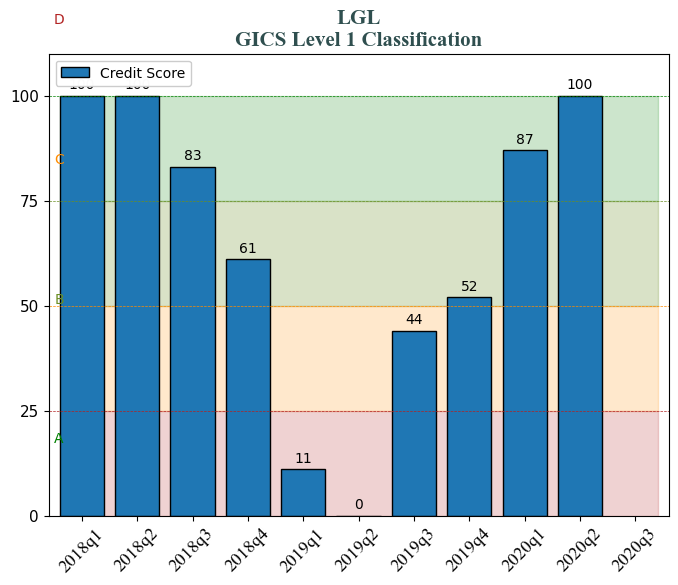 D
LGL
GICS Level 1 Classification
Credit Score
100
100
100
100
C
83
87
75
61
B
50
52
44
25
A
11
0
0
2018q1
2018q2
2018q3
2018q4
2019q1
2019q2
2019q3
2019q4
2020q1
2020q2
2020q3